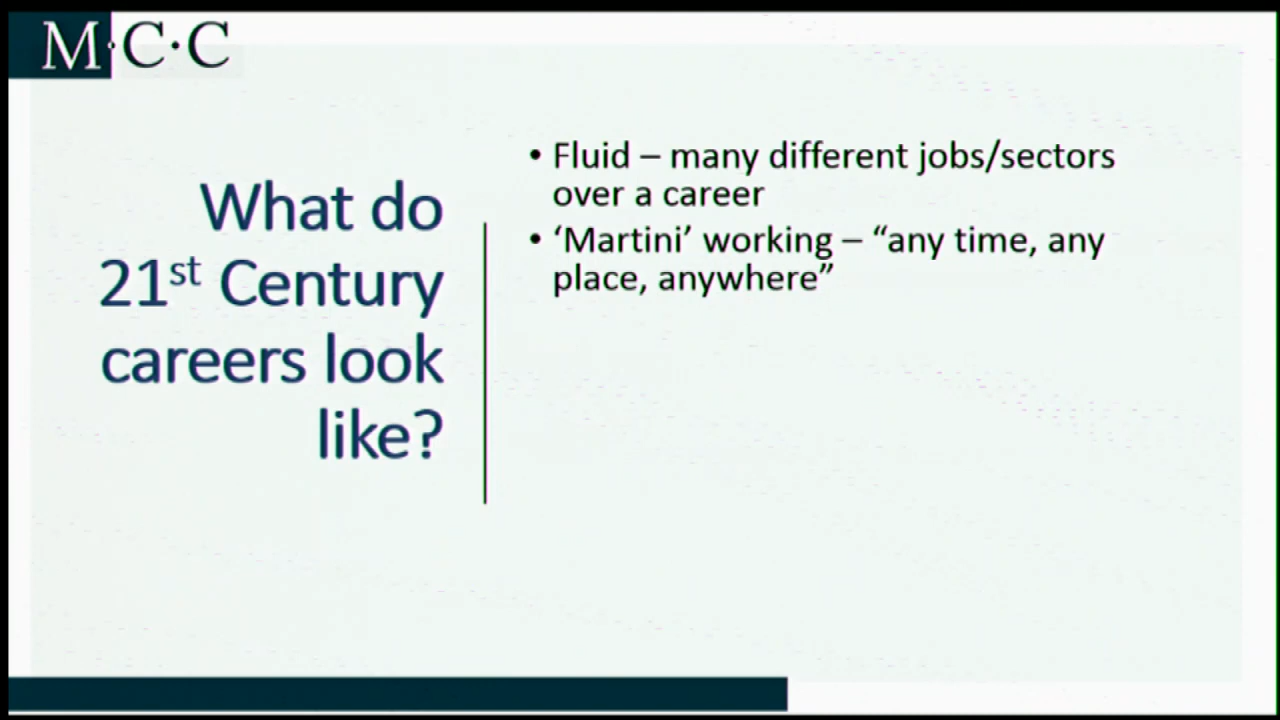 M·C·C
What do
21st Century
careers look
like?
• Fluid – many different jobs/sectors
over a career
• ‘Martini’ working – “any time, any
place, anywhere”